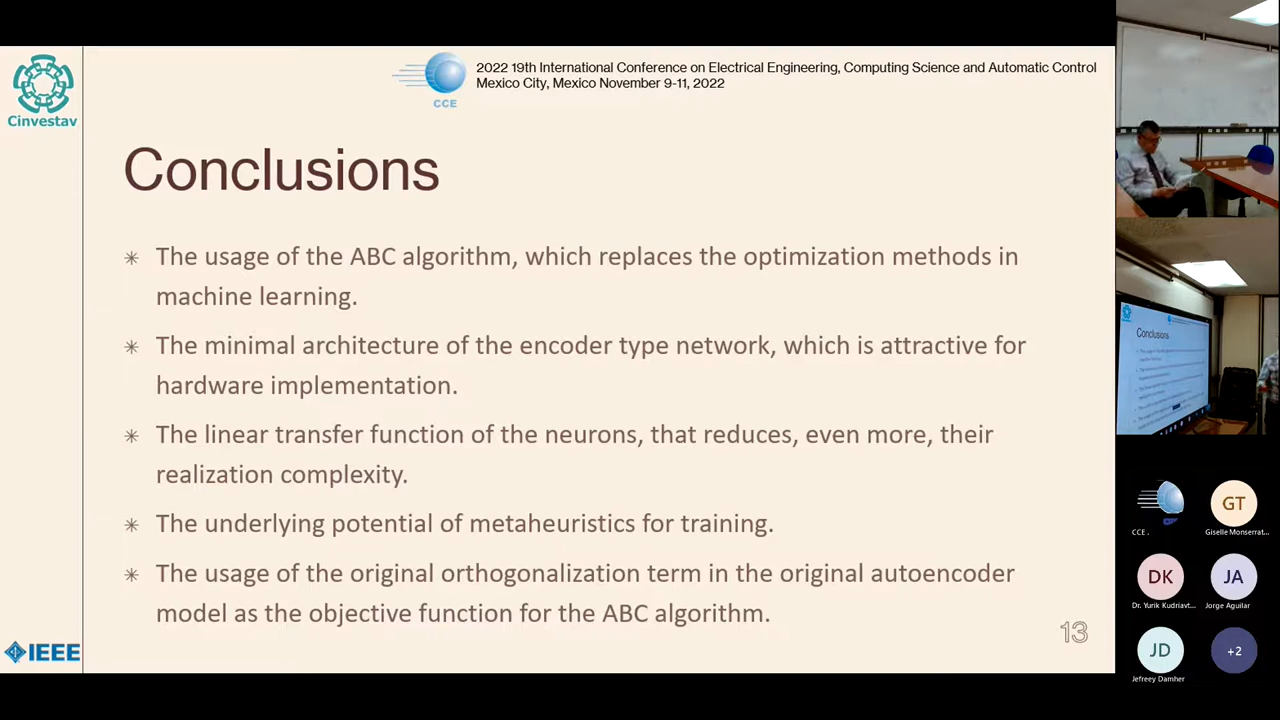 Cinvestav
CCE
2022 19th International Conference on Electrical Engineering, Computing Science and Automatic Control
Mexico City, Mexico November 9-11, 2022
Conclusions
The usage of the ABC algorithm, which replaces the optimization methods in
machine learning.
The minimal architecture of the encoder type network, which is attractive for
hardware implementation.
The linear transfer function of the neurons, that reduces, even more, their
realization complexity.
The underlying potential of metaheuristics for training.
The usage of the original orthogonalization term in the original autoencoder
model as the objective function for the ABC algorithm.
13
IEEE
Conclusions
GT
CCE .
Giselle Monserrat...
DK
JA
Dr. Yurik Kudriavt...
Jorge Aguilar
JD
+2
Jefreey Damher